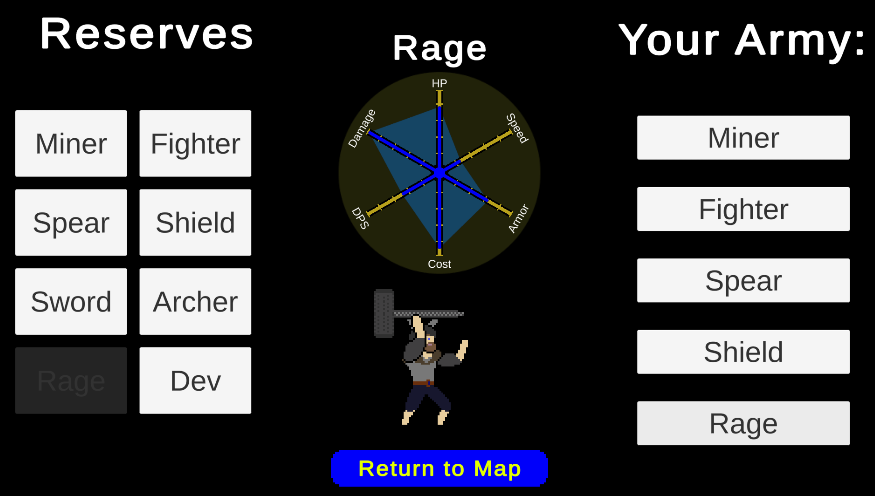 Reserves
Miner
Fighter
Spear
Shield
Sword
Archer
Rage
Dev
Rage
HP
Speed
Armor
Cost
DPS
Damage
Return to Map
Your Army:
Miner
Fighter
Spear
Shield
Rage